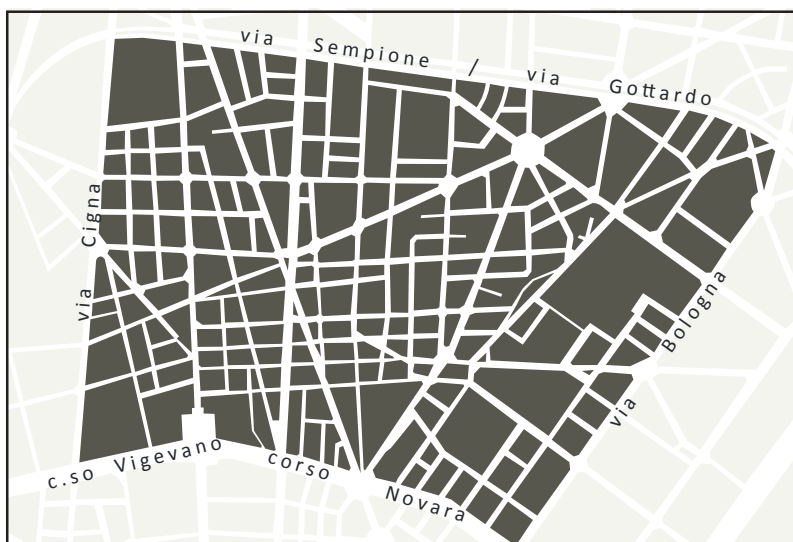 via Sempione / via Gottardo
via Cigna
via Bologna
c.so Vigevano
corso Novara